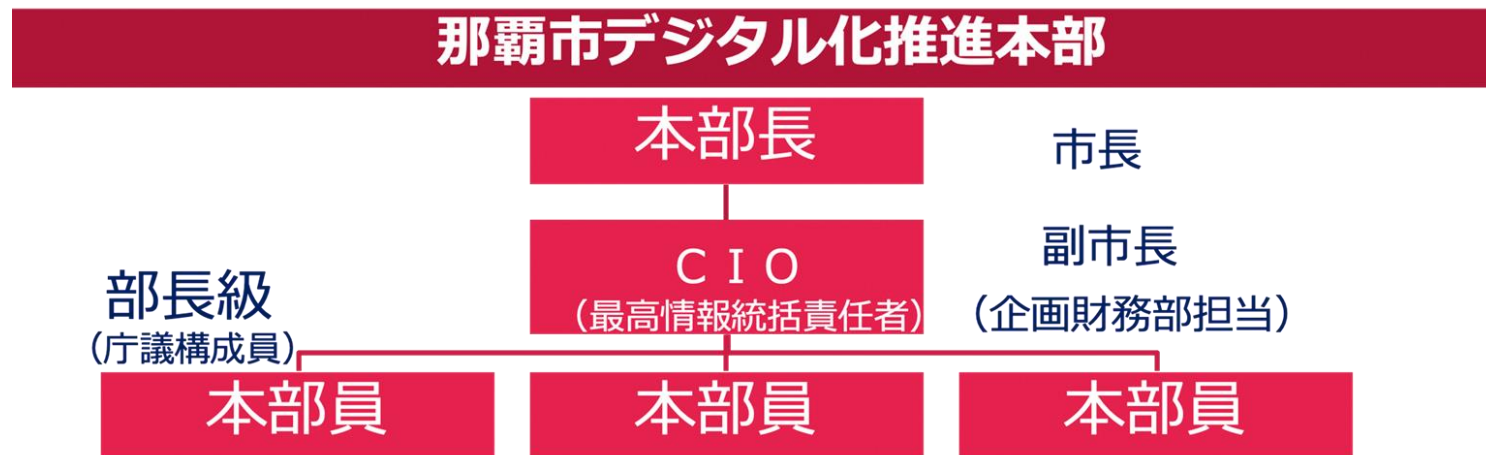 那覇市デジタル化推進本部
本部長
市長
ＣＩＯ
（最高情報統括責任者）
副市長
（企画財務部担当）
部長級
（庁議構成員）
本部員
本部員
本部員